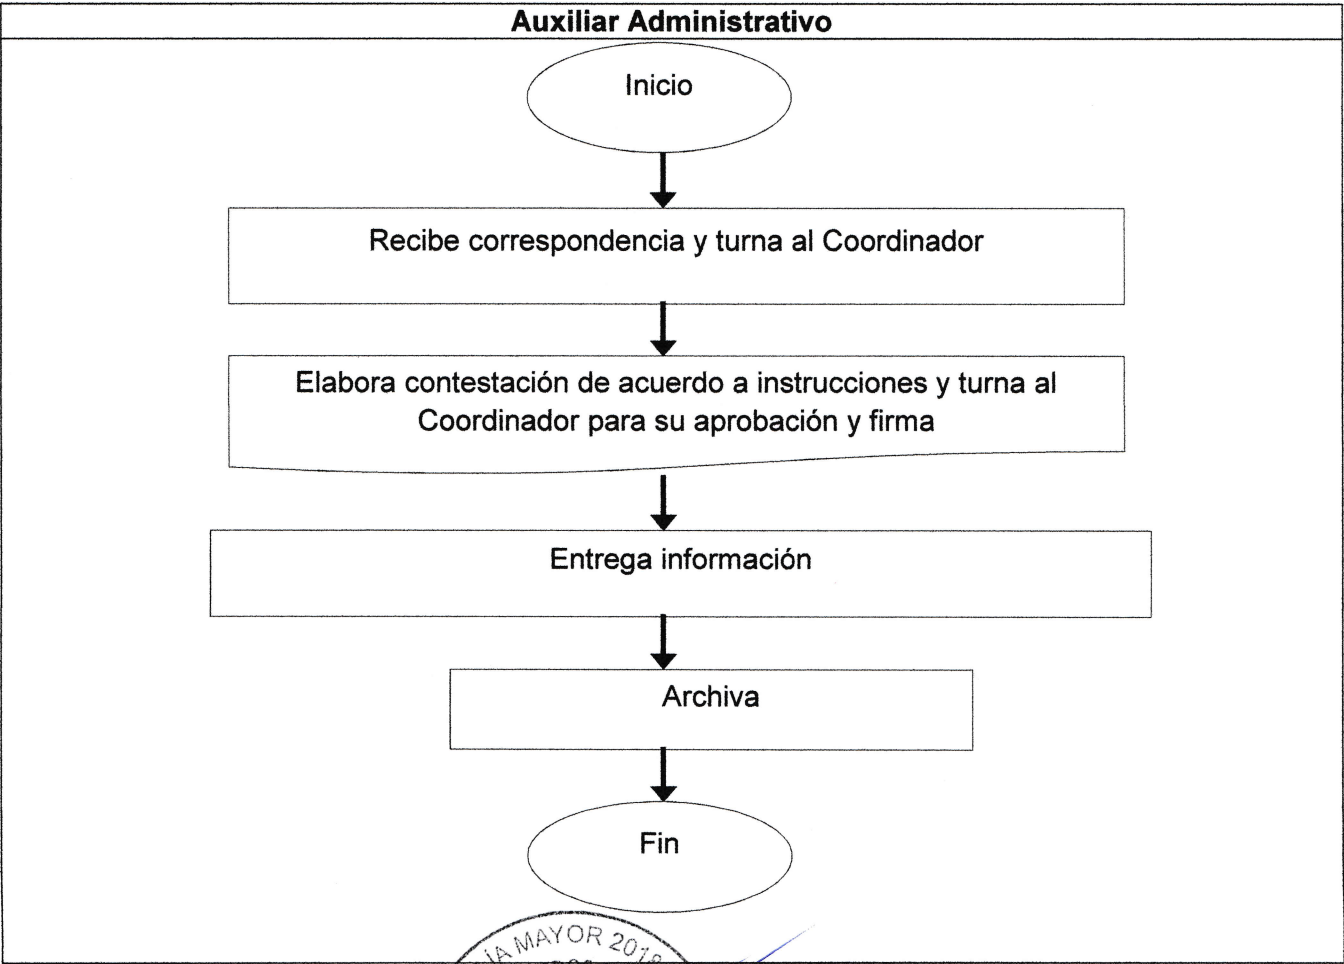 Auxiliar Administrativo
Inicio
Recibe correspondencia y turna al Coordinador
Elabora contestación de acuerdo a instrucciones y turna al
Coordinador para su aprobación y firma
Entrega información
Archiva
Fin
MAYOR 2018